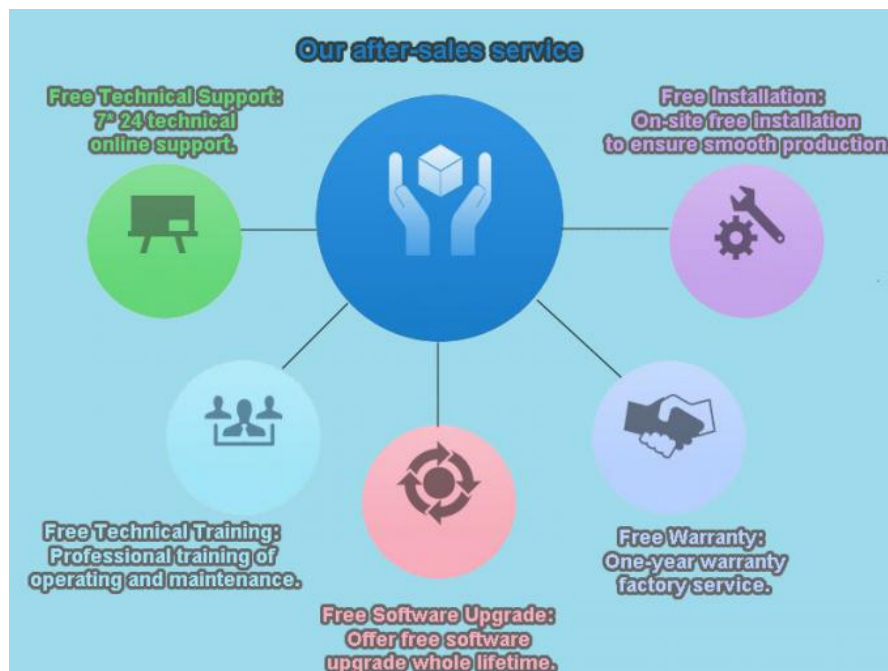 Our after-sales service
Free Technical Support:
7* 24 technical
online support.
Free Installation:
On-site free installation
to ensure smooth production
Free Technical Training:
Professional training of
operating and maintenance.
Free Software Upgrade:
Offer free software
upgrade whole lifetime.
Free Warranty:
One-year warranty
factory service.